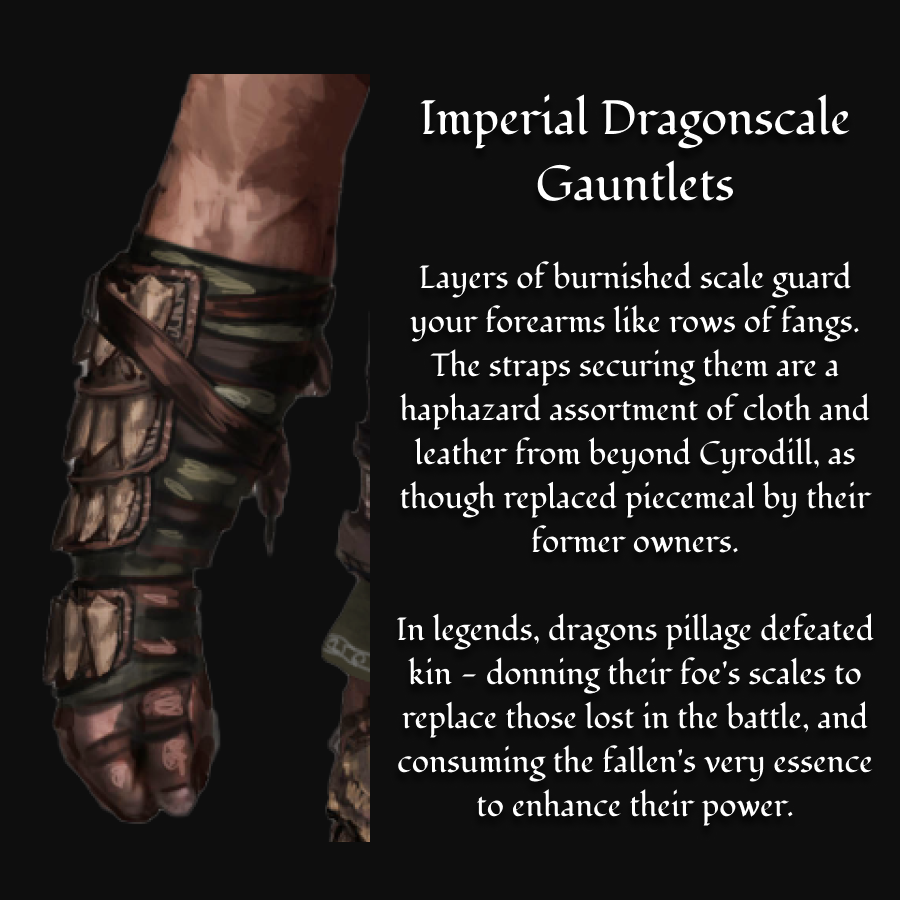 Imperial Dragonscale
Gauntlets
Layers of burnished scale guard
your forearms like rows of fangs.
The straps securing them are a
haphazard assortment of cloth and
leather from beyond Cyrodill, as
though replaced piecemeal by their
former owners.
In legends, dragons pillage defeated
kin – donning their foe's scales to
replace those lost in the battle, and
consuming the fallen's very essence
to enhance their power.